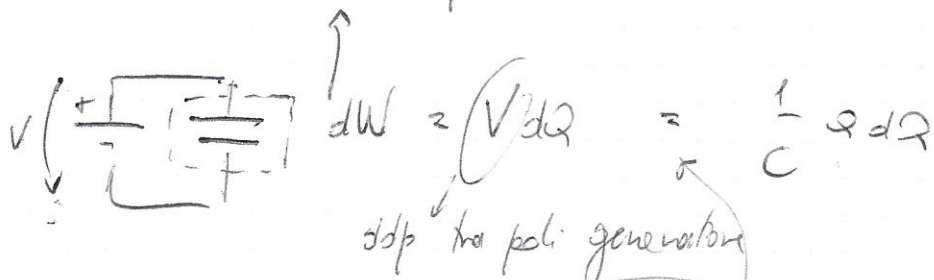 V + - dW = V dQ = 1/C Q dQ
ddp tra poli generatore